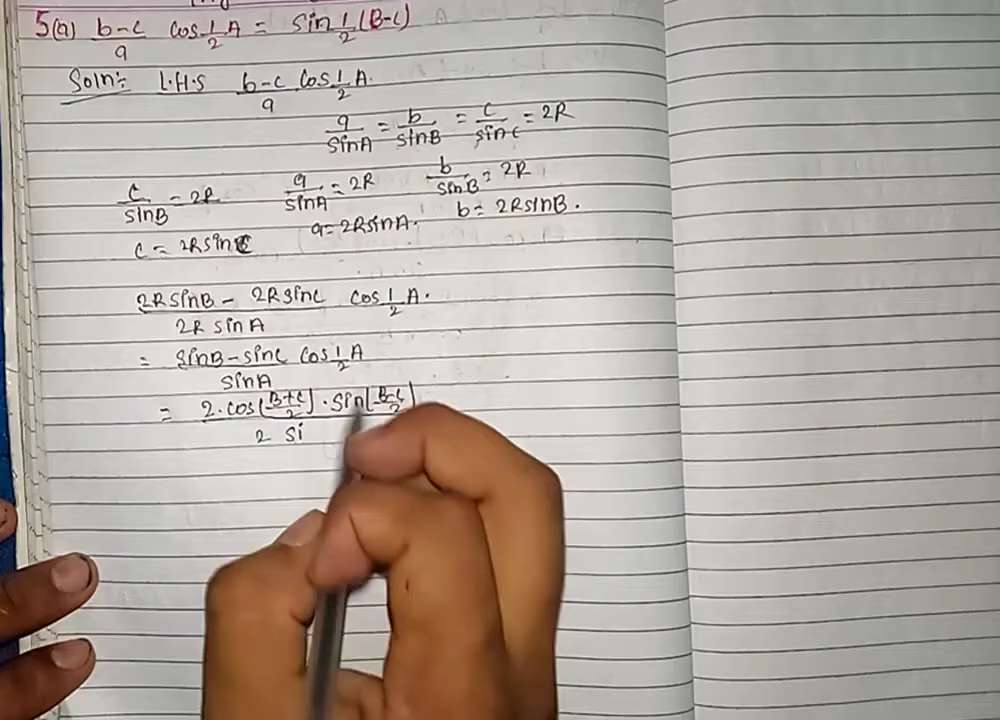 5(a) b-c/a cos 1/2 A = sin 1/2 (B-C)
Soln:- L.H.S b-c/a cos 1/2 A.
a/sinA = b/sinB = c/sinc = 2R
c/sinB = 2R a/sinA = 2R b/sinB = 2R
c = 2RsinC a = 2RsinA. b = 2RsinB.
2RsinB - 2Rsinc/2R sinA cos 1/2 A.
= sinB-sinc/sinA cos 1/2 A
= 2.cos(B+c/2).sin(B-c/2)/2 si